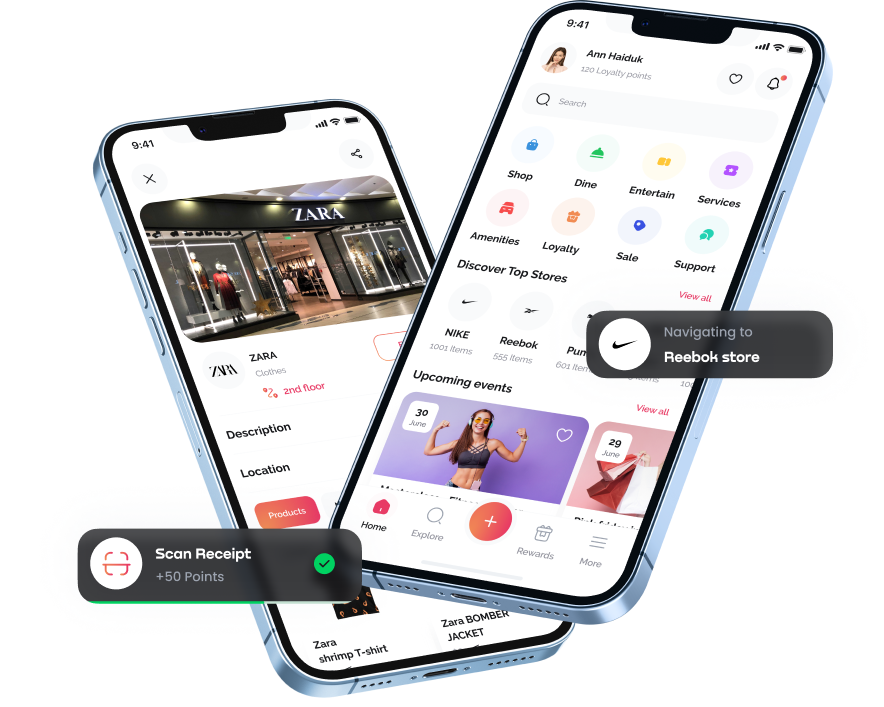 9:41
Ann Haiduk
120 Loyalty points
Search
Shop
Dine
Entertain
Services
Amenities
Loyalty
Sale
Support
Discover Top Stores
View all
NIKE
1001 Items
Reebok
555 Items
601
Navigating to
Reebok store
Upcoming events
View all
30
June
29
June
Home
Explore
Rewards
More
9:41
ZARA
ZARA
ZARA
Clothes
2nd floor
Description
Location
Products
Scan Receipt
+50 Points
Zara
shrimp T-shirt
Zara BOMBER
JACKET